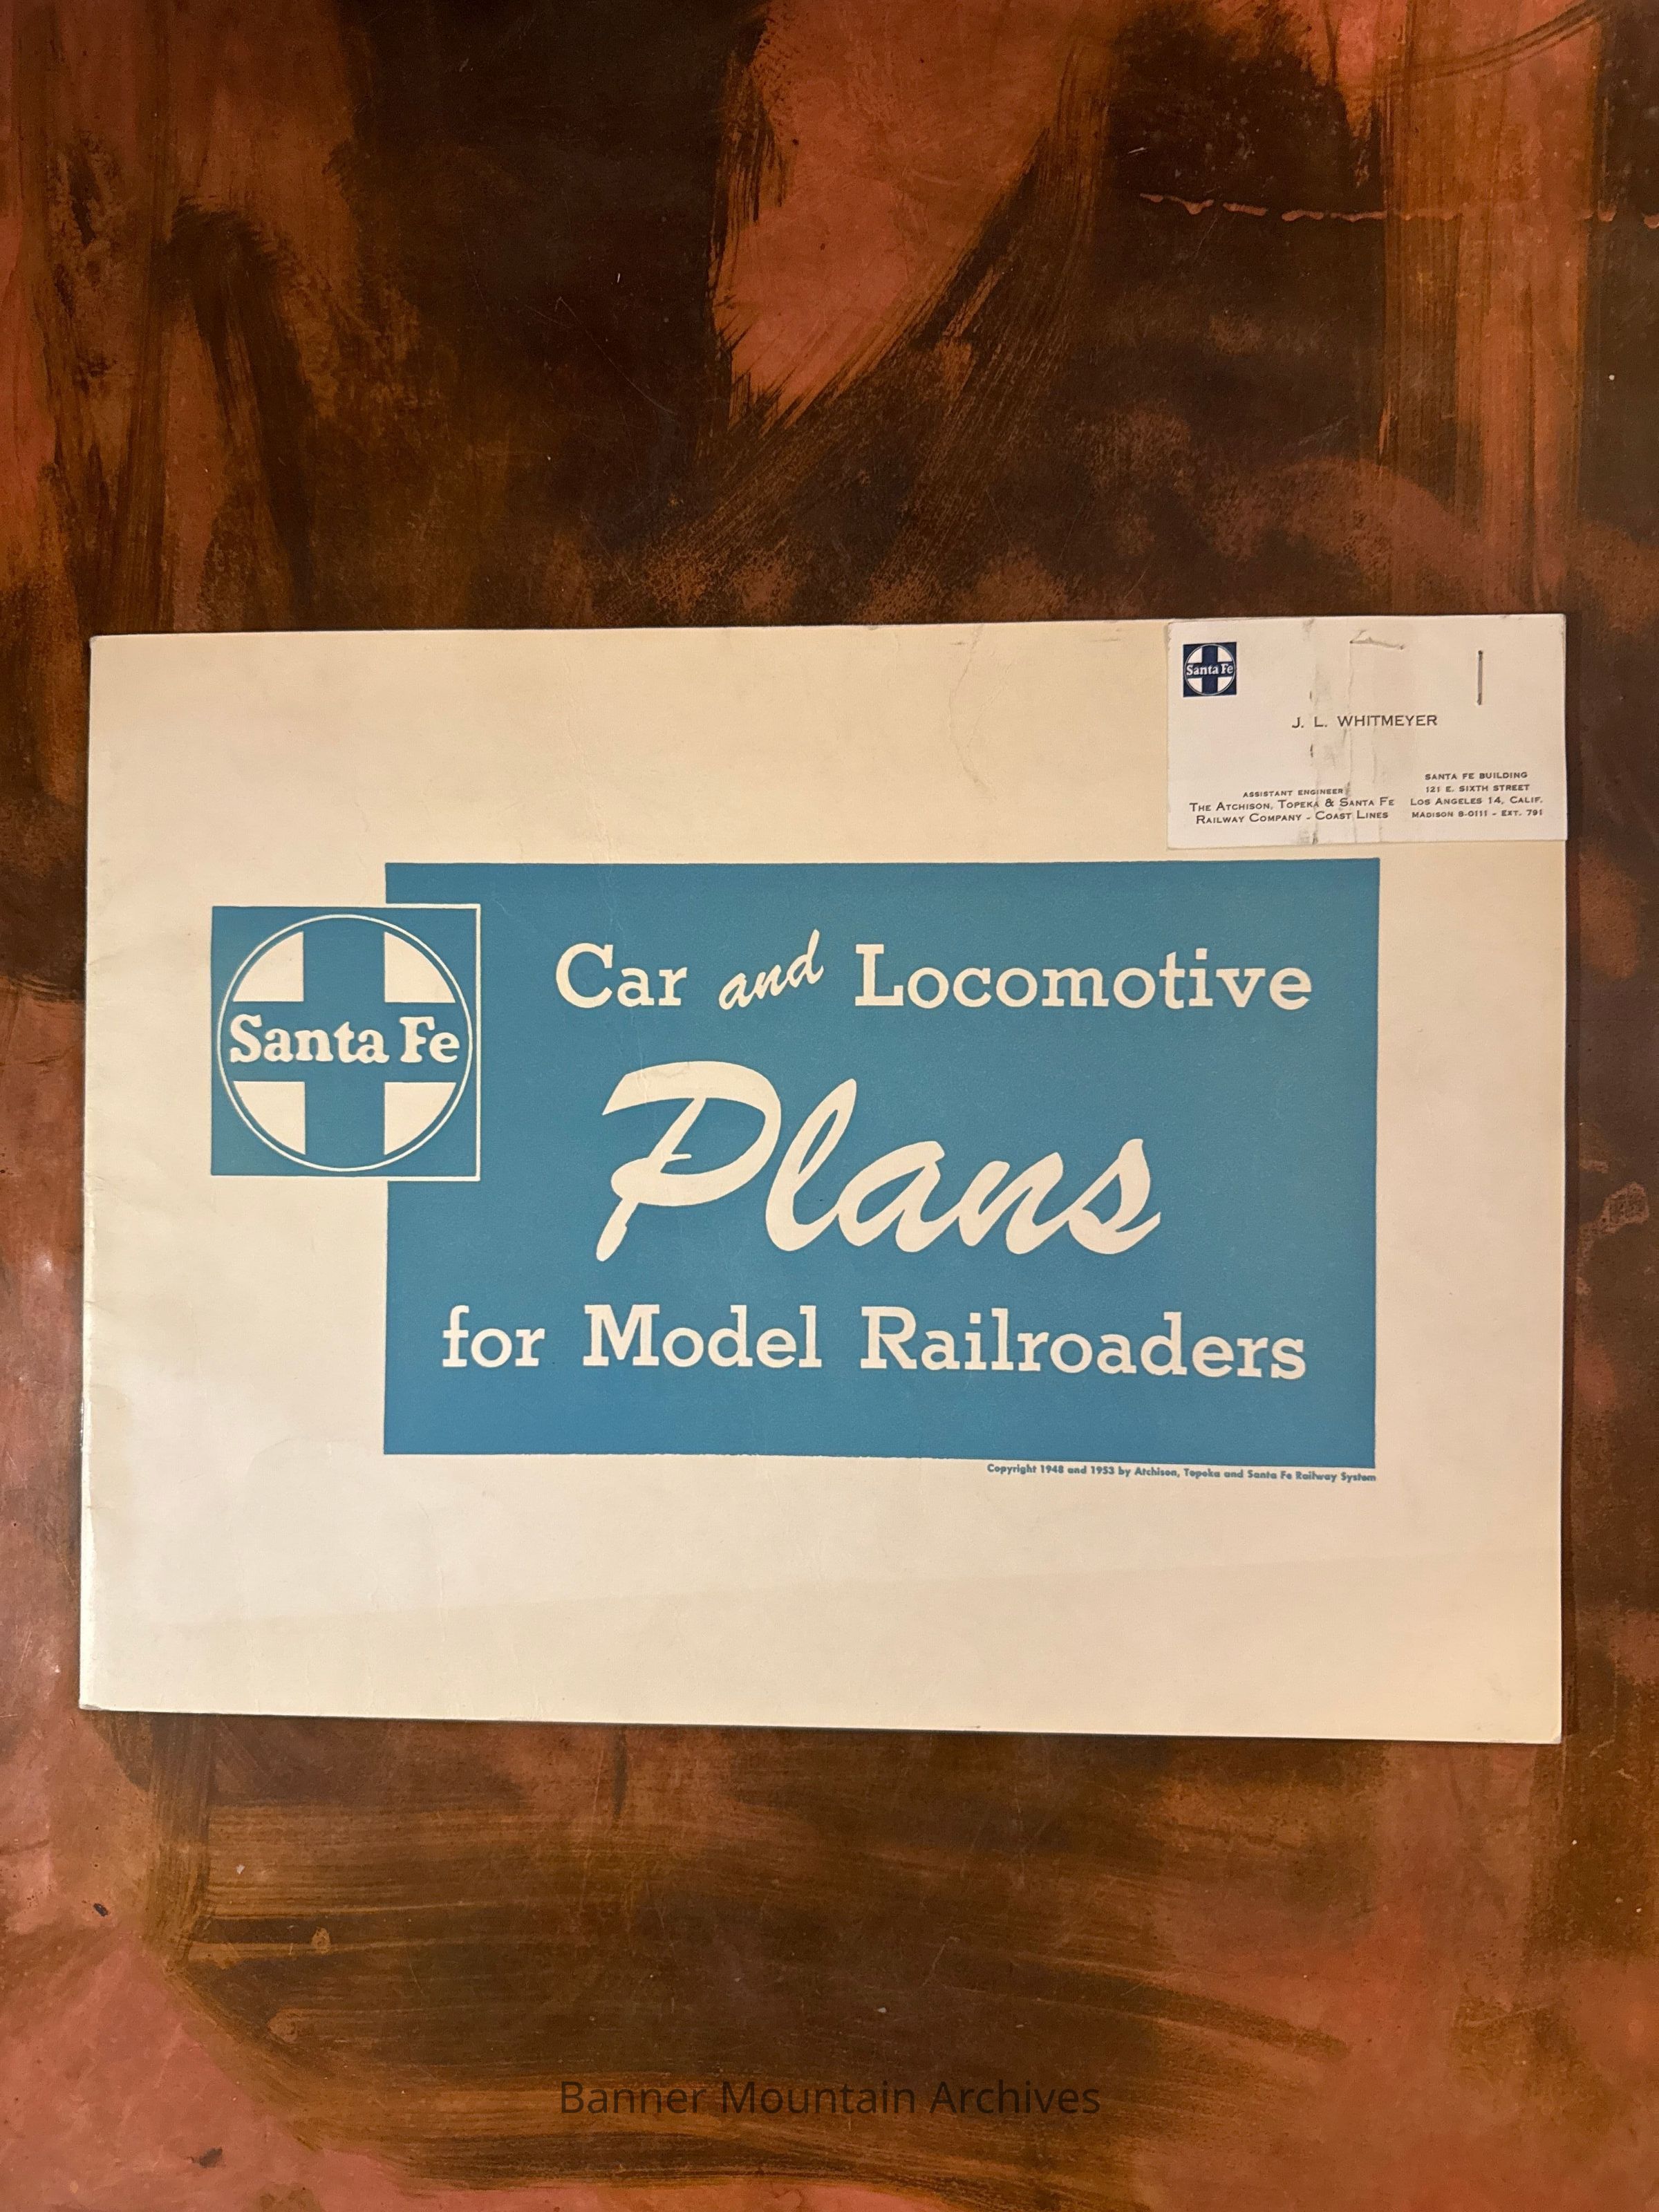 Santa Fe
J. L. WHITMEYER
ASSISTANT ENGINEER
THE ATCHISON, TOPEKA & SANTA FE
RAILWAY COMPANY - COAST LINES
SANTA FE BUILDING
121 E. SIXTH STREET
LOS ANGELES 14, CALIF.
MADISON 8-0111 - EXT. 791
Santa Fe
Car and Locomotive
Plans
for Model Railroaders
Copyright 1948 and 1953 by Atchison, Topeka and Santa Fe Railway System
Banner Mountain Archives